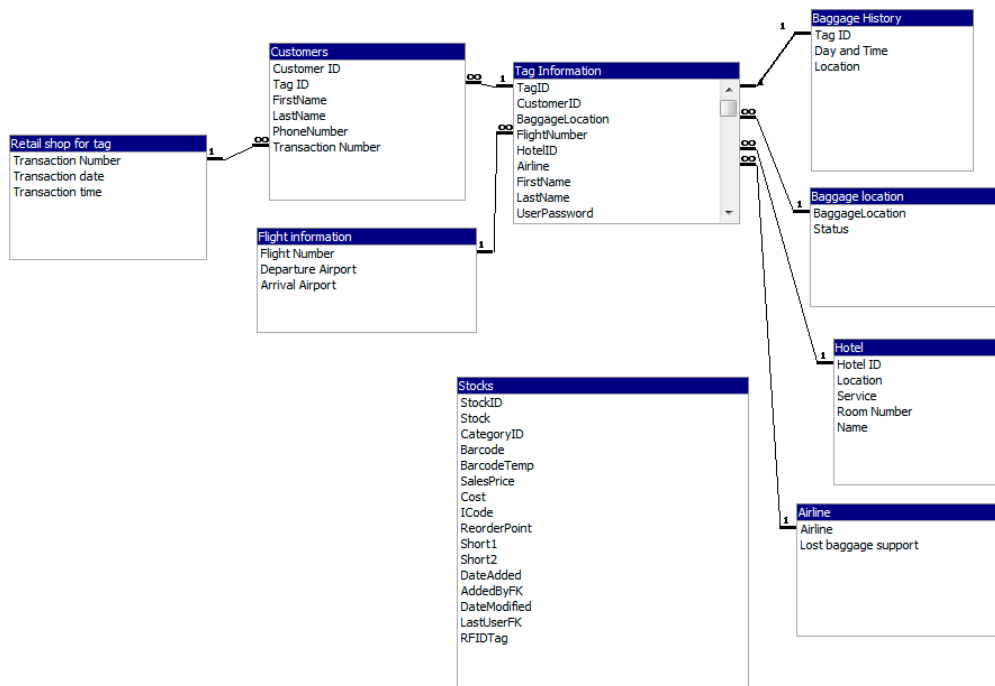 Baggage History
Tag ID
Day and Time
Location
1
Customers
Customer ID
Tag ID
FirstName
LastName
PhoneNumber
Transaction Number
∞
1
Tag Information
TagID
CustomerID
BaggageLocation
FlightNumber
HotelID
Airline
FirstName
LastName
UserPassword
∞
∞
∞
∞
Retail shop for tag
Transaction Number
Transaction date
Transaction time
1
∞
Baggage location
BaggageLocation
Status
1
Flight information
Flight Number
Departure Airport
Arrival Airport
1
Hotel
Hotel ID
Location
Service
Room Number
Name
1
Stocks
StockID
Stock
CategoryID
Barcode
BarcodeTemp
SalesPrice
Cost
ICode
ReorderPoint
Short1
Short2
DateAdded
AddedByFK
DateModified
LastUserFK
RFIDTag
Airline
Airline
Lost baggage support
1